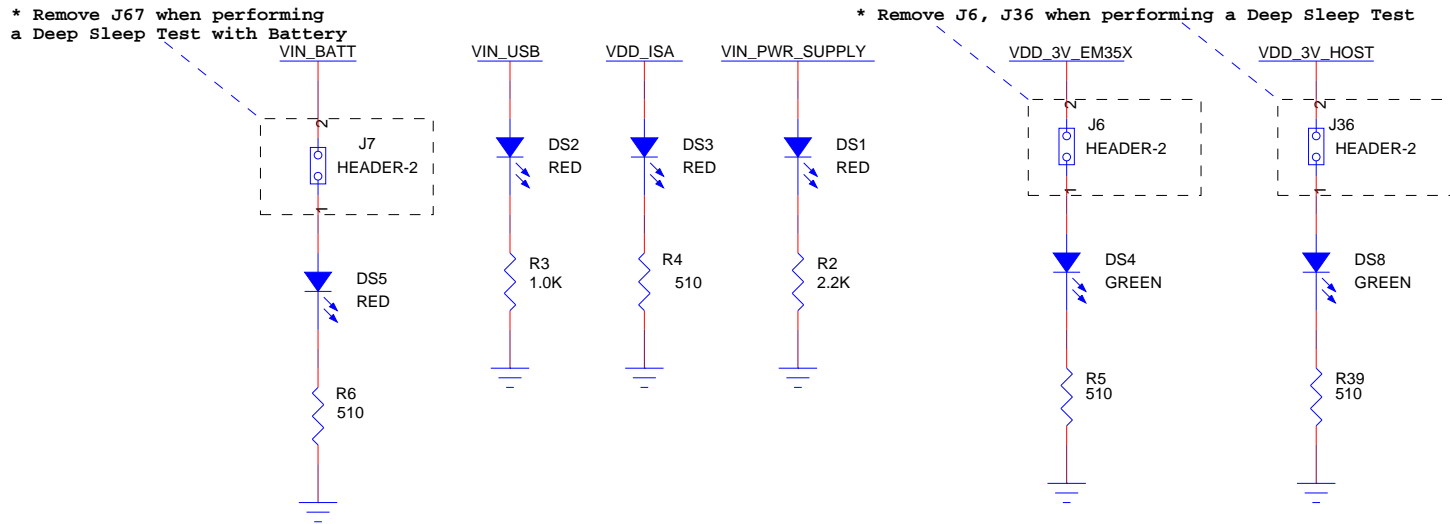 * Remove J67 when performing
a Deep Sleep Test with Battery
* Remove J6, J36 when performing a Deep Sleep Test
VIN_BATT
VIN_USB
VDD_ISA
VIN_PWR_SUPPLY
VDD_3V_EM35X
VDD_3V_HOST
2
J7
HEADER-2
1
DS5
RED
R6
510
DS2
RED
R3
1.0K
DS3
RED
R4
510
DS1
RED
R2
2.2K
2
J6
HEADER-2
1
DS4
GREEN
R5
510
2
J36
HEADER-2
1
DS8
GREEN
R39
510